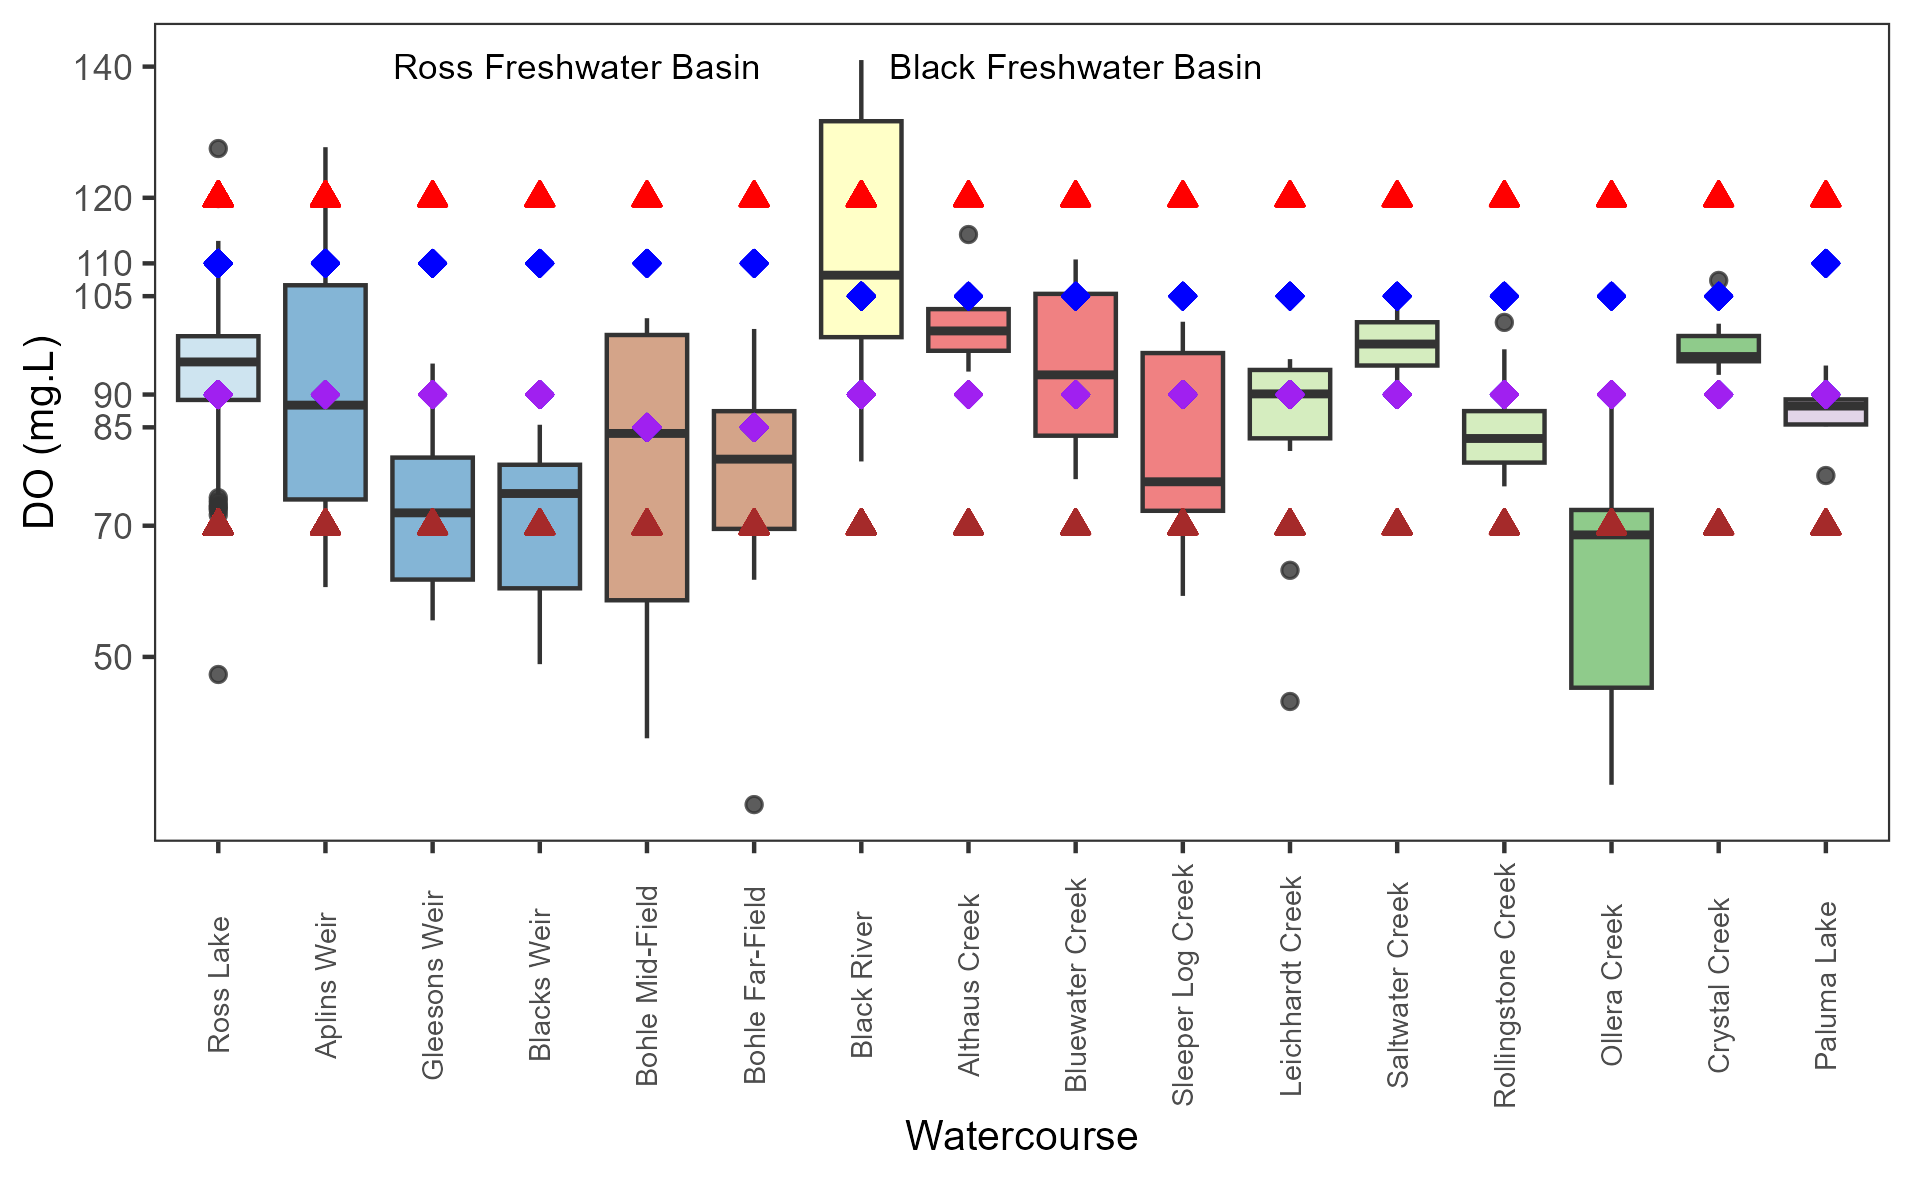 Ross Freshwater Basin
Black Freshwater Basin
DO (mg.L)
140
120
110
105
90
85
70
50
Ross Lake
Aplins Weir
Gleesons Weir
Blacks Weir
Bohle Mid-Field
Bohle Far-Field
Black River
Althaus Creek
Bluewater Creek
Sleeper Log Creek
Leichhardt Creek
Saltwater Creek
Rollingstone Creek
Ollera Creek
Crystal Creek
Paluma Lake
Watercourse